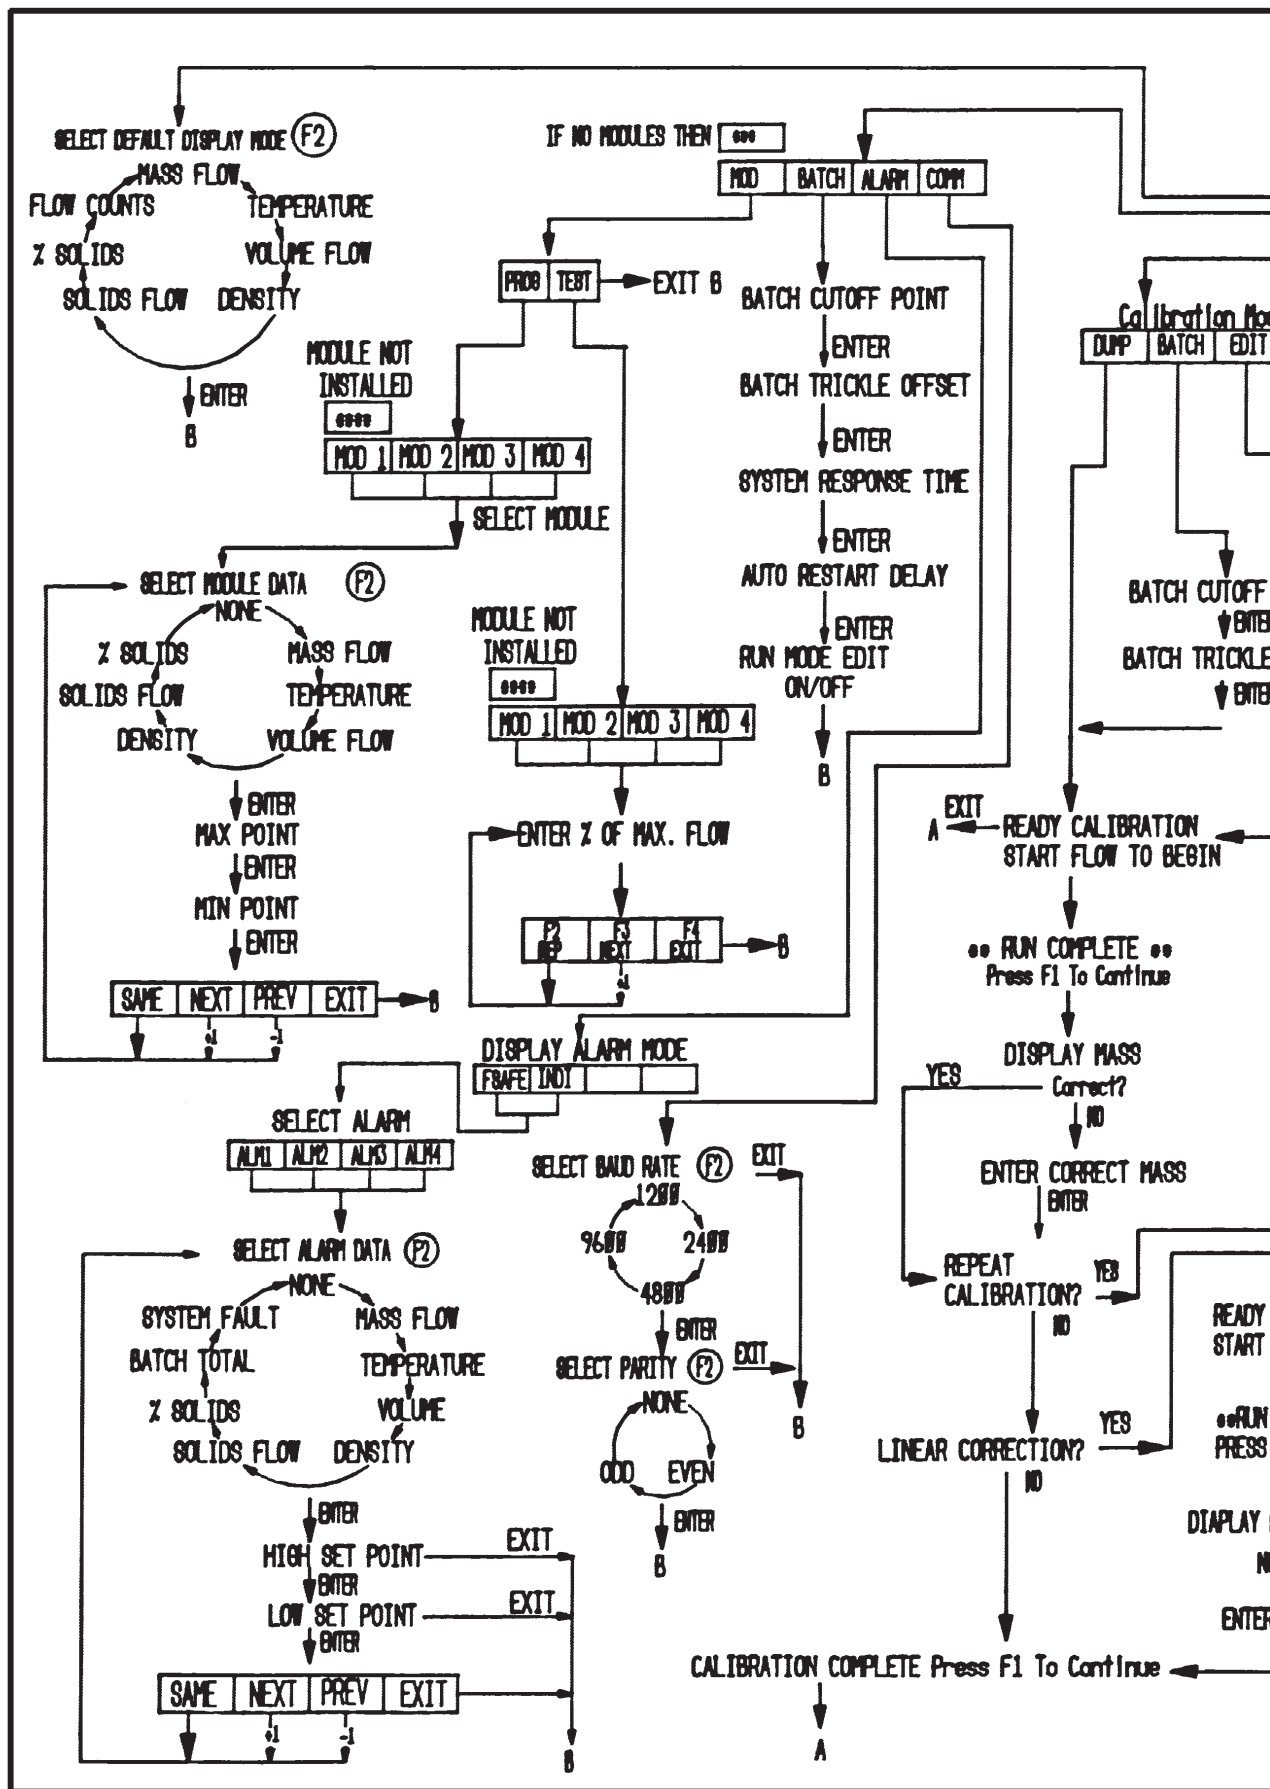 SELECT DEFAULT DISPLAY MODE F2
MASS FLOW
FLOW COUNTS
TEMPERATURE
% SOLIDS
VOLUME FLOW
SOLIDS FLOW
DENSITY
ENTER
B
IF NO MODULES THEN ***
MOD BATCH ALARM COMM
PROG TEST
EXIT B
MODULE NOT
INSTALLED
****
MOD 1 MOD 2 MOD 3 MOD 4
SELECT MODULE
SELECT MODULE DATA F2
NONE
% SOLIDS
MASS FLOW
SOLIDS FLOW
TEMPERATURE
DENSITY
VOLUME FLOW
ENTER
MAX POINT
ENTER
MIN POINT
ENTER
SAME NEXT PREV EXIT
B
+1 -1
MODULE NOT
INSTALLED
****
MOD 1 MOD 2 MOD 3 MOD 4
ENTER % OF MAX. FLOW
F2 F3 F4
REP NEXT EXIT
B
+1
BATCH CUTOFF POINT
ENTER
BATCH TRICKLE OFFSET
ENTER
SYSTEM RESPONSE TIME
ENTER
AUTO RESTART DELAY
ENTER
RUN MODE EDIT
ON/OFF
B
DISPLAY ALARM MODE
FSAFE INDI
SELECT ALARM
ALM1 ALM2 ALM3 ALM4
SELECT ALARM DATA F2
NONE
SYSTEM FAULT
MASS FLOW
BATCH TOTAL
TEMPERATURE
% SOLIDS
VOLUME
SOLIDS FLOW
DENSITY
ENTER
HIGH SET POINT
EXIT
ENTER
LOW SET POINT
EXIT
ENTER
SAME NEXT PREV EXIT
+1 -1
B
SELECT BAUD RATE F2
EXIT
1200
9600
2400
4800
ENTER
SELECT PARITY F2
EXIT
NONE
ODD
EVEN
ENTER
B
B
Calibration Mo
DUMP BATCH EDIT
BATCH CUTOFF
ENTE
BATCH TRICKLE
ENTE
EXIT
A
READY CALIBRATION
START FLOW TO BEGIN
** RUN COMPLETE **
Press F1 To Continue
DISPLAY MASS
Correct?
YES
NO
ENTER CORRECT MASS
ENTER
REPEAT
CALIBRATION?
YES
NO
LINEAR CORRECTION?
YES
NO
READY
START
**RUN
PRESS
DIAPLAY
N
ENTER
CALIBRATION COMPLETE Press F1 To Continue
A